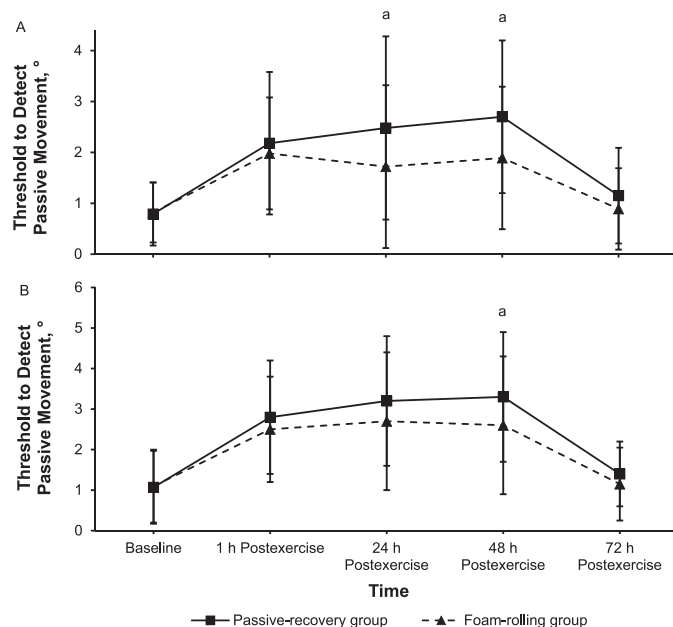 A
a
a
Threshold to Detect
Passive Movement, °
4
3
2
1
0
B
a
Threshold to Detect
Passive Movement, °
6
5
4
3
2
1
0
Baseline
1 h Postexercise
24 h
Postexercise
48 h
Postexercise
72 h
Postexercise
Time
Passive-recovery group
Foam-rolling group